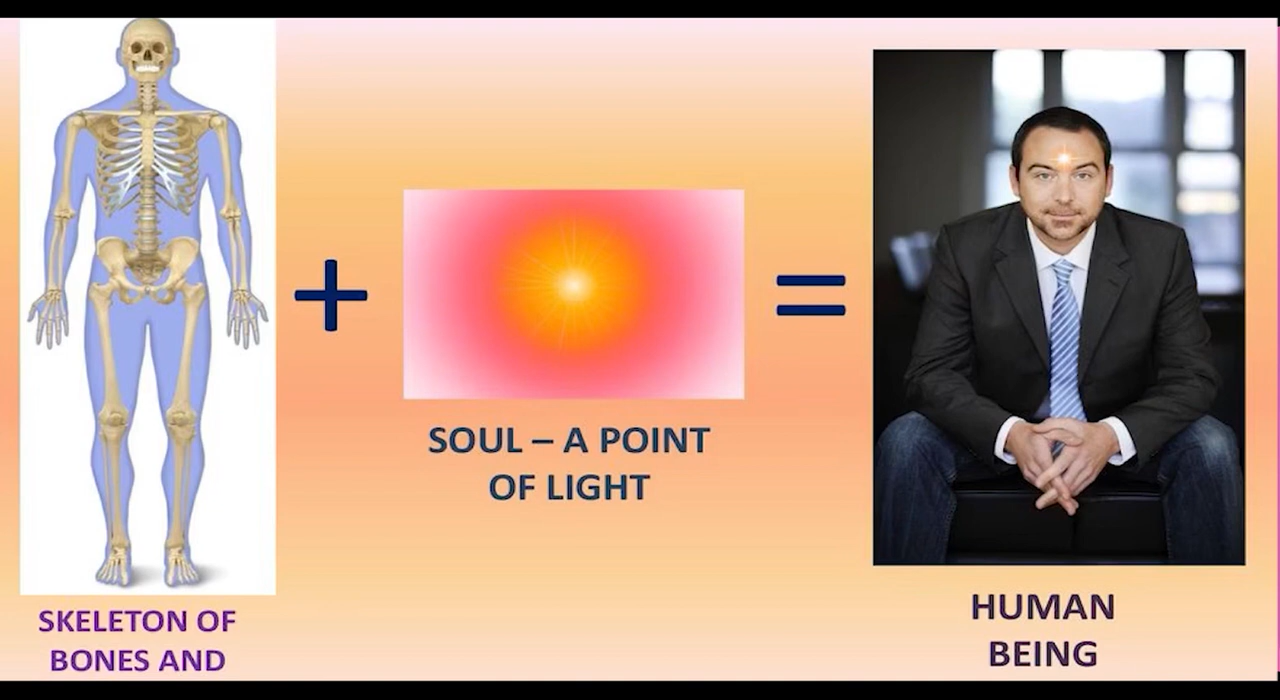 SKELETON OF
BONES AND
+
SOUL – A POINT
OF LIGHT
=
HUMAN
BEING